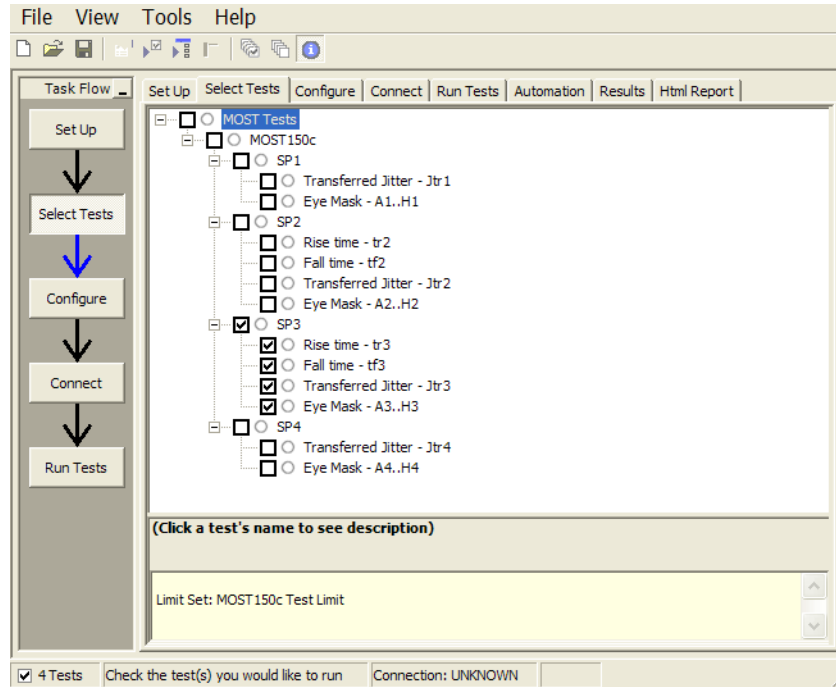 File View Tools Help
Task Flow
Set Up Select Tests Configure Connect Run Tests Automation Results Html Report
Set Up
Select Tests
Configure
Connect
Run Tests
MOST Tests
MOST150c
SP1
Transferred Jitter - Jtr1
Eye Mask - A1..H1
SP2
Rise time - tr2
Fall time - tf2
Transferred Jitter - Jtr2
Eye Mask - A2..H2
SP3
Rise time - tr3
Fall time - tf3
Transferred Jitter - Jtr3
Eye Mask - A3..H3
SP4
Transferred Jitter - Jtr4
Eye Mask - A4..H4
(Click a test's name to see description)
Limit Set: MOST150c Test Limit
4 Tests Check the test(s) you would like to run Connection: UNKNOWN